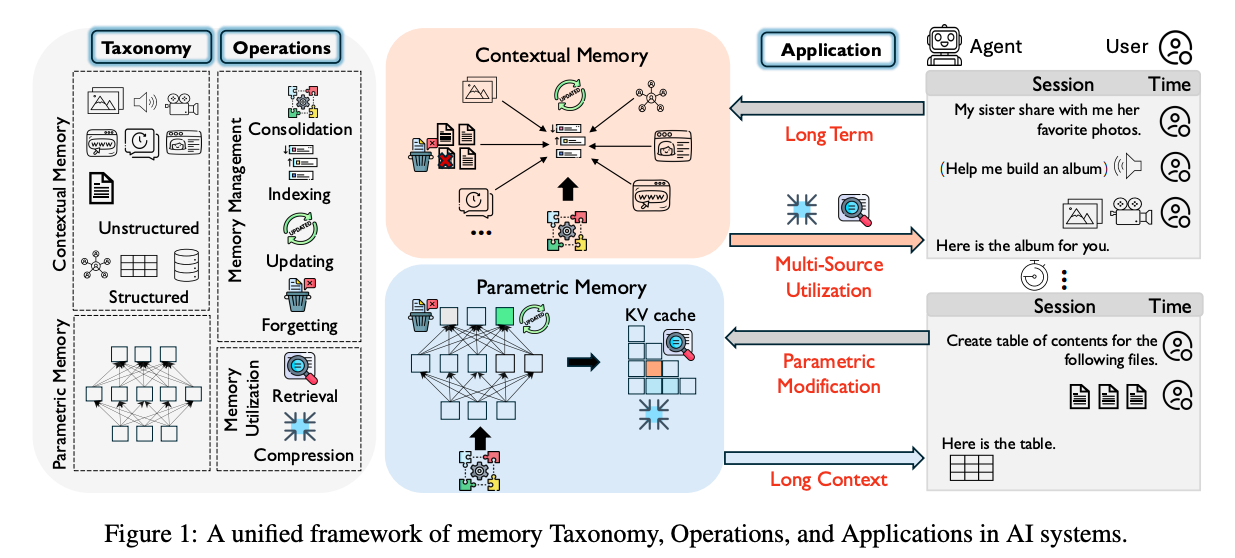 Taxonomy
Operations
Contextual Memory
Unstructured
Structured
Parametric Memory
Memory Management
Consolidation
Indexing
UPDATED
Updating
Forgetting
Memory
Utilization
Retrieval
Compression
Contextual Memory
UPDATED
WWW
WWW
...
Parametric Memory
UPDATED
KV cache
Application
Long Term
Multi-Source
Utilization
Parametric
Modification
Long Context
Agent
User
Session
Time
My sister share with me her
favorite photos.
(Help me build an album)
Here is the album for you.
Session
Time
Create table of contents for the
following files.
Here is the table.
Figure 1: A unified framework of memory Taxonomy, Operations, and Applications in AI systems.